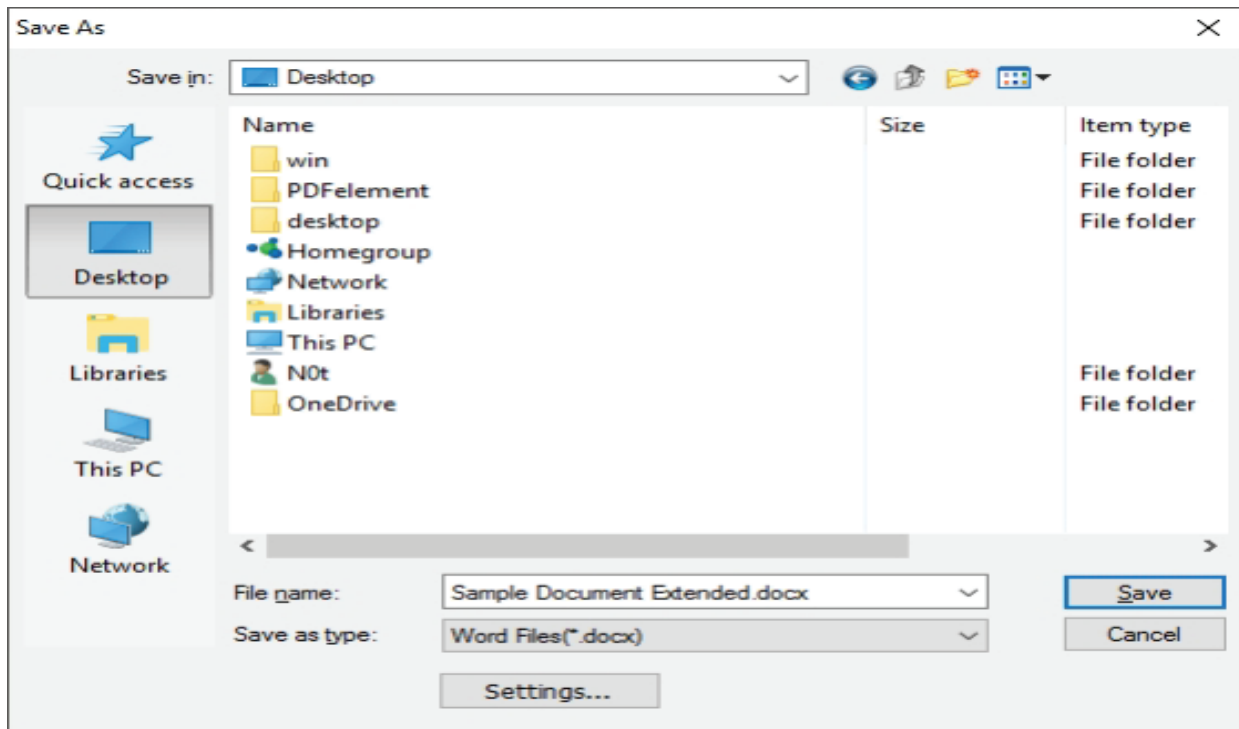 Save As
Save in: Desktop
Quick access
Desktop
Libraries
This PC
Network
Name Size Item type
win File folder
PDFelement File folder
desktop File folder
Homegroup
Network
Libraries
This PC
N0t File folder
OneDrive File folder
File name: Sample Document Extended.docx Save
Save as type: Word Files(*.docx) Cancel
Settings...